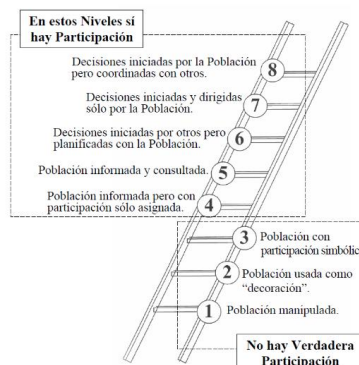 En estos Niveles sí
hay Participación
Decisiones iniciadas por la Población
pero coordinadas con otros.
8
Decisiones iniciadas y dirigidas
sólo por la Población.
7
Decisiones iniciadas por otros pero
planificadas con la Población.
6
Población informada y consultada.
5
Población informada pero con
participación sólo asignada.
4
3
Población con
participación simbólic
2
Población usada como
“decoración”.
1
Población manipulada.
No hay Verdadera
Participación